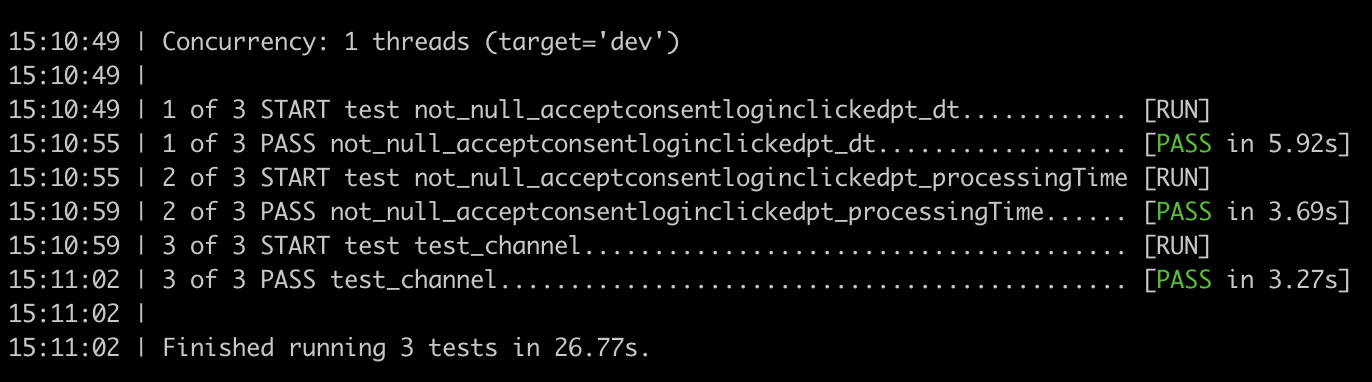 15:10:49 | Concurrency: 1 threads (target='dev')
15:10:49 |
15:10:49 | 1 of 3 START test not_null_acceptconsentloginclickedpt_dt............ [RUN]
15:10:55 | 1 of 3 PASS not_null_acceptconsentloginclickedpt_dt.................. [PASS in 5.92s]
15:10:55 | 2 of 3 START test not_null_acceptconsentloginclickedpt_processingTime [RUN]
15:10:59 | 2 of 3 PASS not_null_acceptconsentloginclickedpt_processingTime...... [PASS in 3.69s]
15:10:59 | 3 of 3 START test test_channel....................................... [RUN]
15:11:02 | 3 of 3 PASS test_channel............................................. [PASS in 3.27s]
15:11:02 |
15:11:02 | Finished running 3 tests in 26.77s.